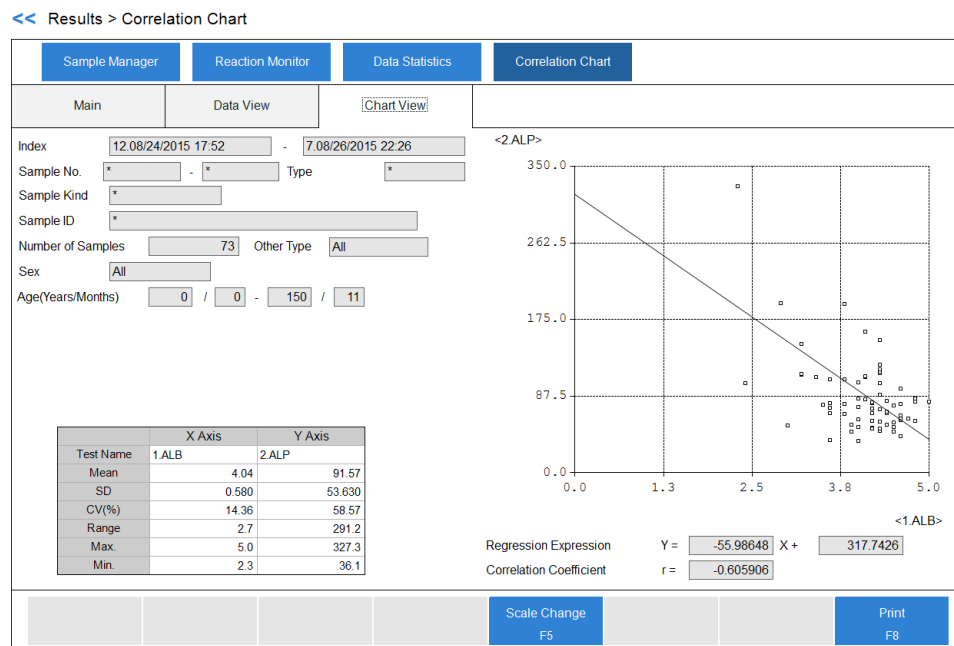 << Results > Correlation Chart
Sample Manager Reaction Monitor Data Statistics Correlation Chart
Main Data View Chart View
Index 12.08/24/2015 17:52 - 7.08/26/2015 22:26
Sample No. * - * Type *
Sample Kind *
Sample ID *
Number of Samples 73 Other Type All
Sex All
Age(Years/Months) 0 / 0 - 150 / 11
X Axis Y Axis
Test Name 1.ALB 2.ALP
Mean 4.04 91.57
SD 0.580 53.630
CV(%) 14.36 58.57
Range 2.7 291.2
Max. 5.0 327.3
Min. 2.3 36.1
<2.ALP>
350.0
262.5
175.0
87.5
0.0
0.0 1.3 2.5 3.8 5.0
<1.ALB>
Regression Expression Y = -55.98648 X + 317.7426
Correlation Coefficient r = -0.605906
Scale Change Print
F5 F8